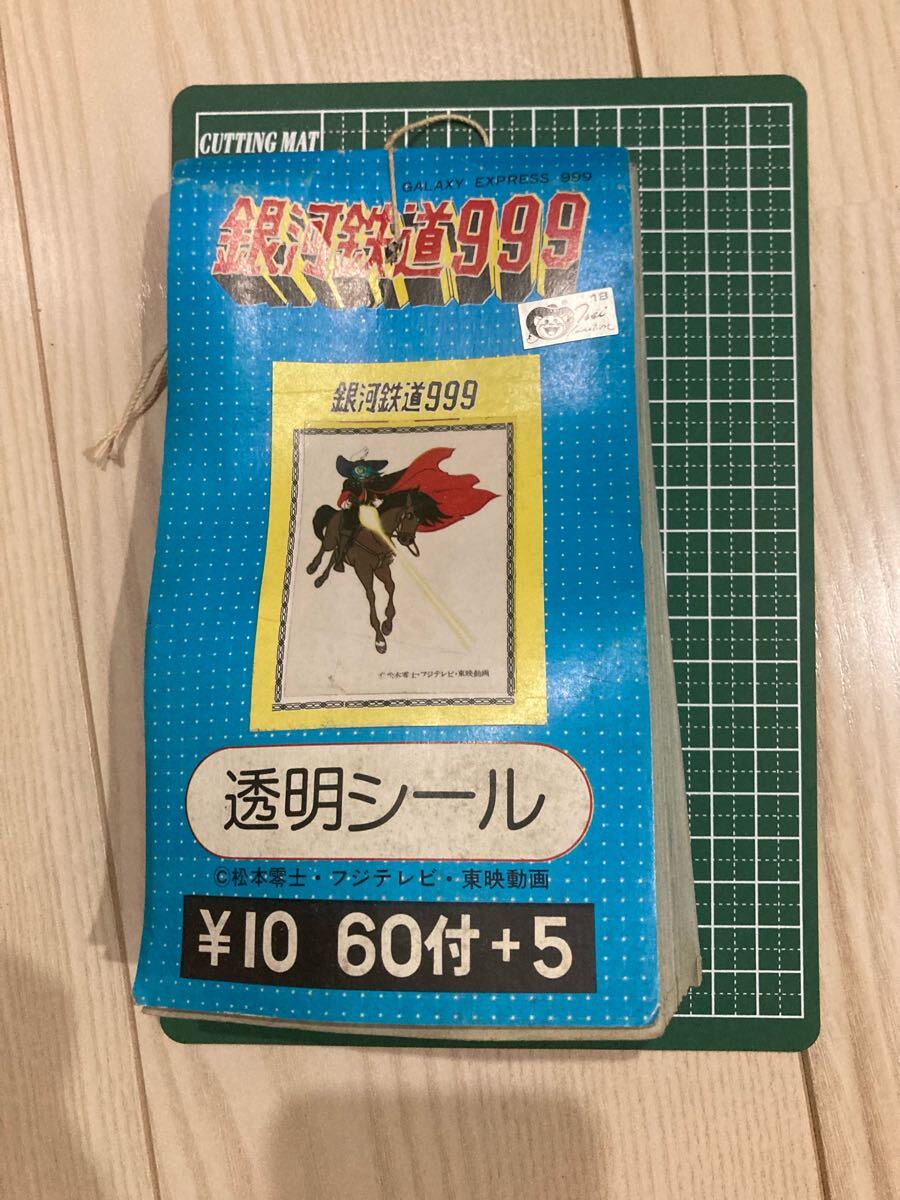 CUTTING MAT
GALAXY EXPRESS 999
銀河鉄道999
18
銀河鉄道999
松本零士・フジテレビ・東映動画
透明シール
©松本零士・フジテレビ・東映動画
¥10 60付+5